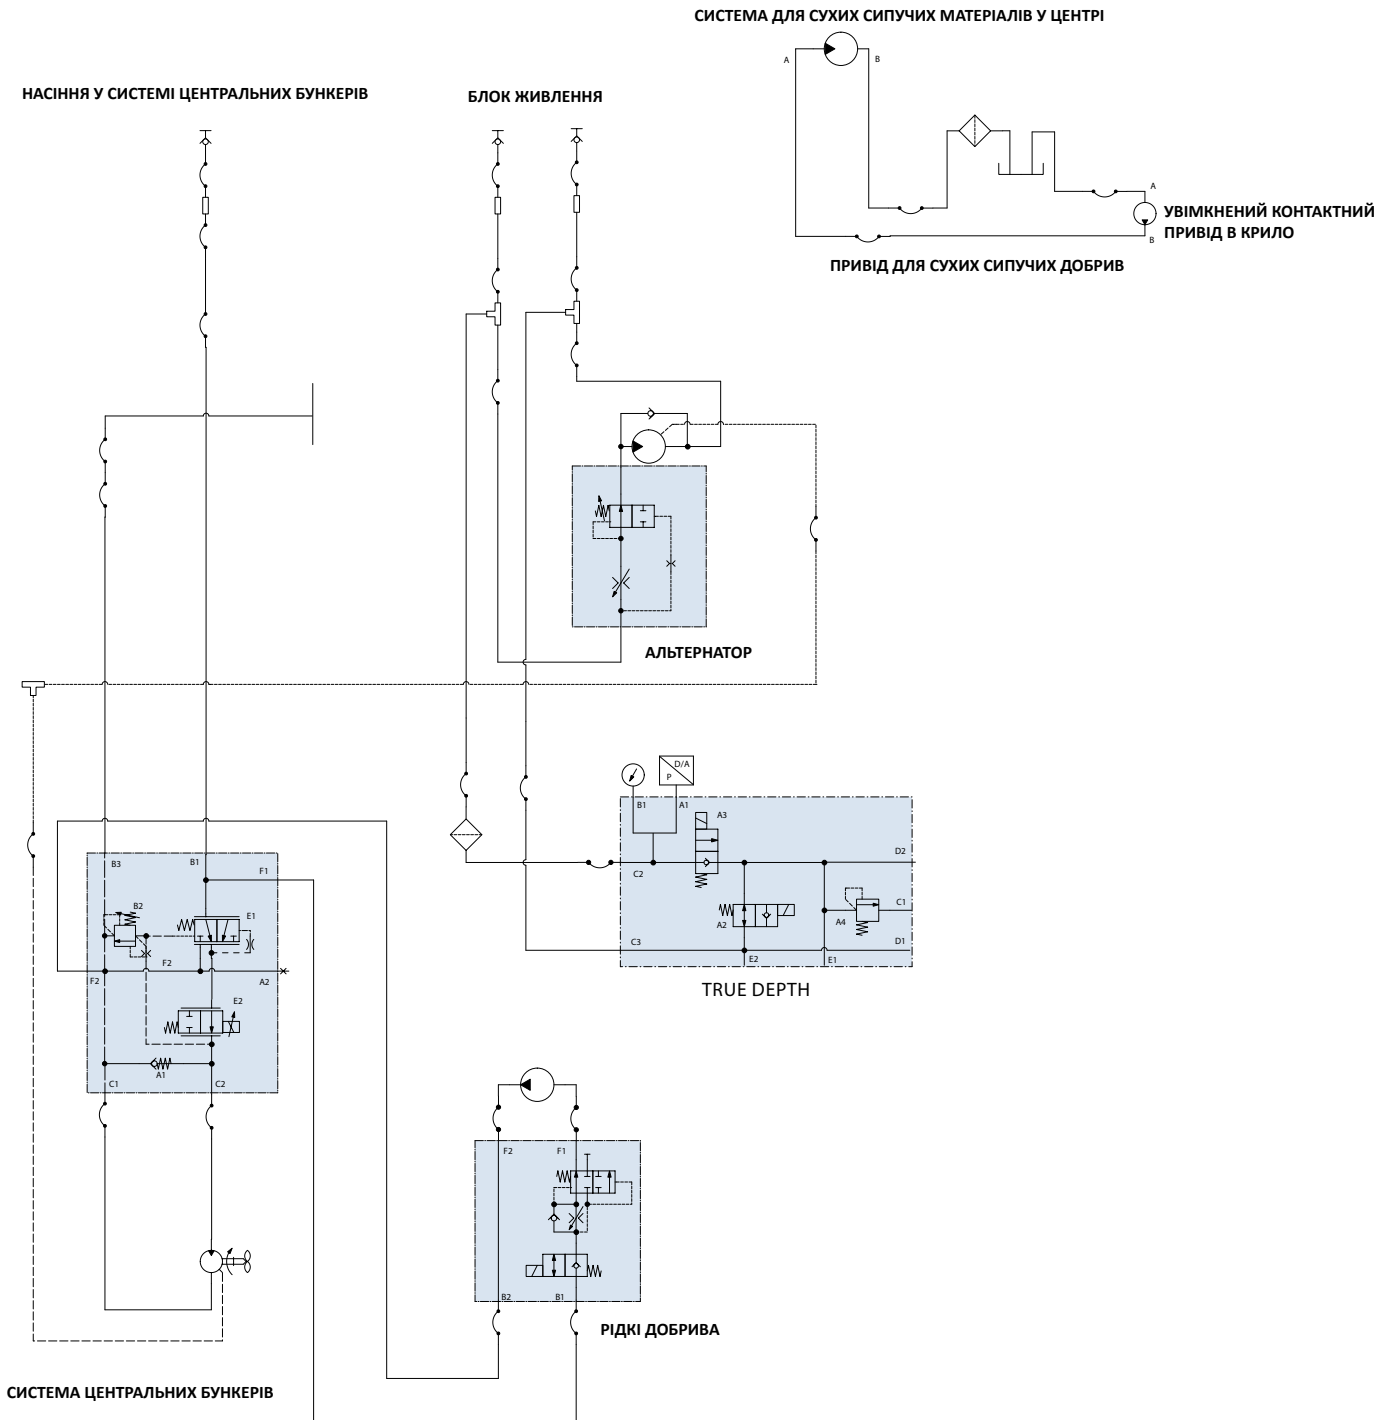 СИСТЕМА ДЛЯ СУХИХ СИПУЧИХ МАТЕРІАЛІВ У ЦЕНТРІ
A
B
НАСІННЯ У СИСТЕМІ ЦЕНТРАЛЬНИХ БУНКЕРІВ
БЛОК ЖИВЛЕННЯ
A
УВІМКНЕНИЙ КОНТАКТНИЙ
ПРИВІД В КРИЛО
B
ПРИВІД ДЛЯ СУХИХ СИПУЧИХ ДОБРИВ
АЛЬТЕРНАТОР
D/A
P
B1
A1
A3
D2
C2
C1
A4
A2
C3
D1
E2
E1
TRUE DEPTH
B3
B1
F1
B2
E1
F2
F2
A2
E2
A1
C1
C2
F2
F1
B2
B1
РІДКІ ДОБРИВА
СИСТЕМА ЦЕНТРАЛЬНИХ БУНКЕРІВ